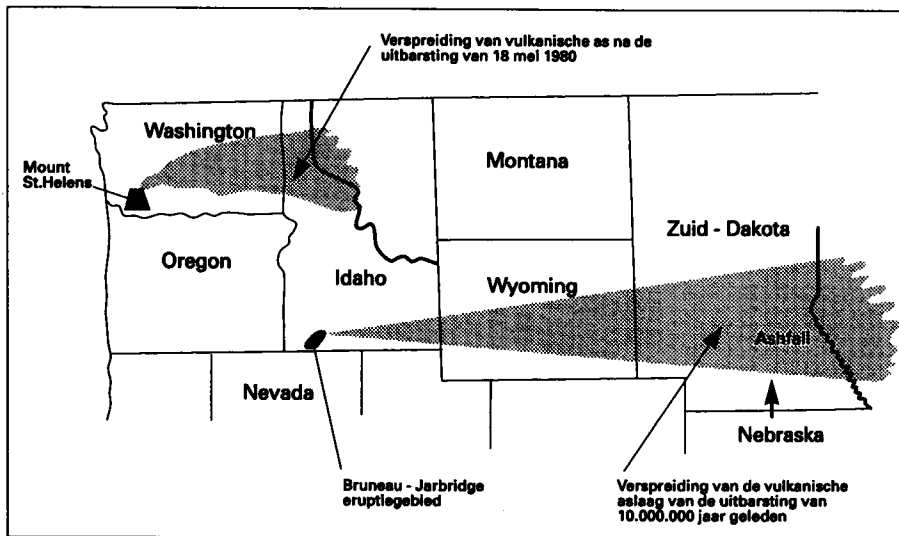 Verspreiding van vulkanische as na de
uitbarsting van 18 mei 1980
Washington
Mount
St.Helens
Montana
Zuid - Dakota
Oregon
Idaho
Wyoming
Ashfall
Nevada
Nebraska
Bruneau - Jarbridge
eruptiegebied
Verspreiding van de vulkanische
aslaag van de uitbarsting van
10.000.000 jaar geleden